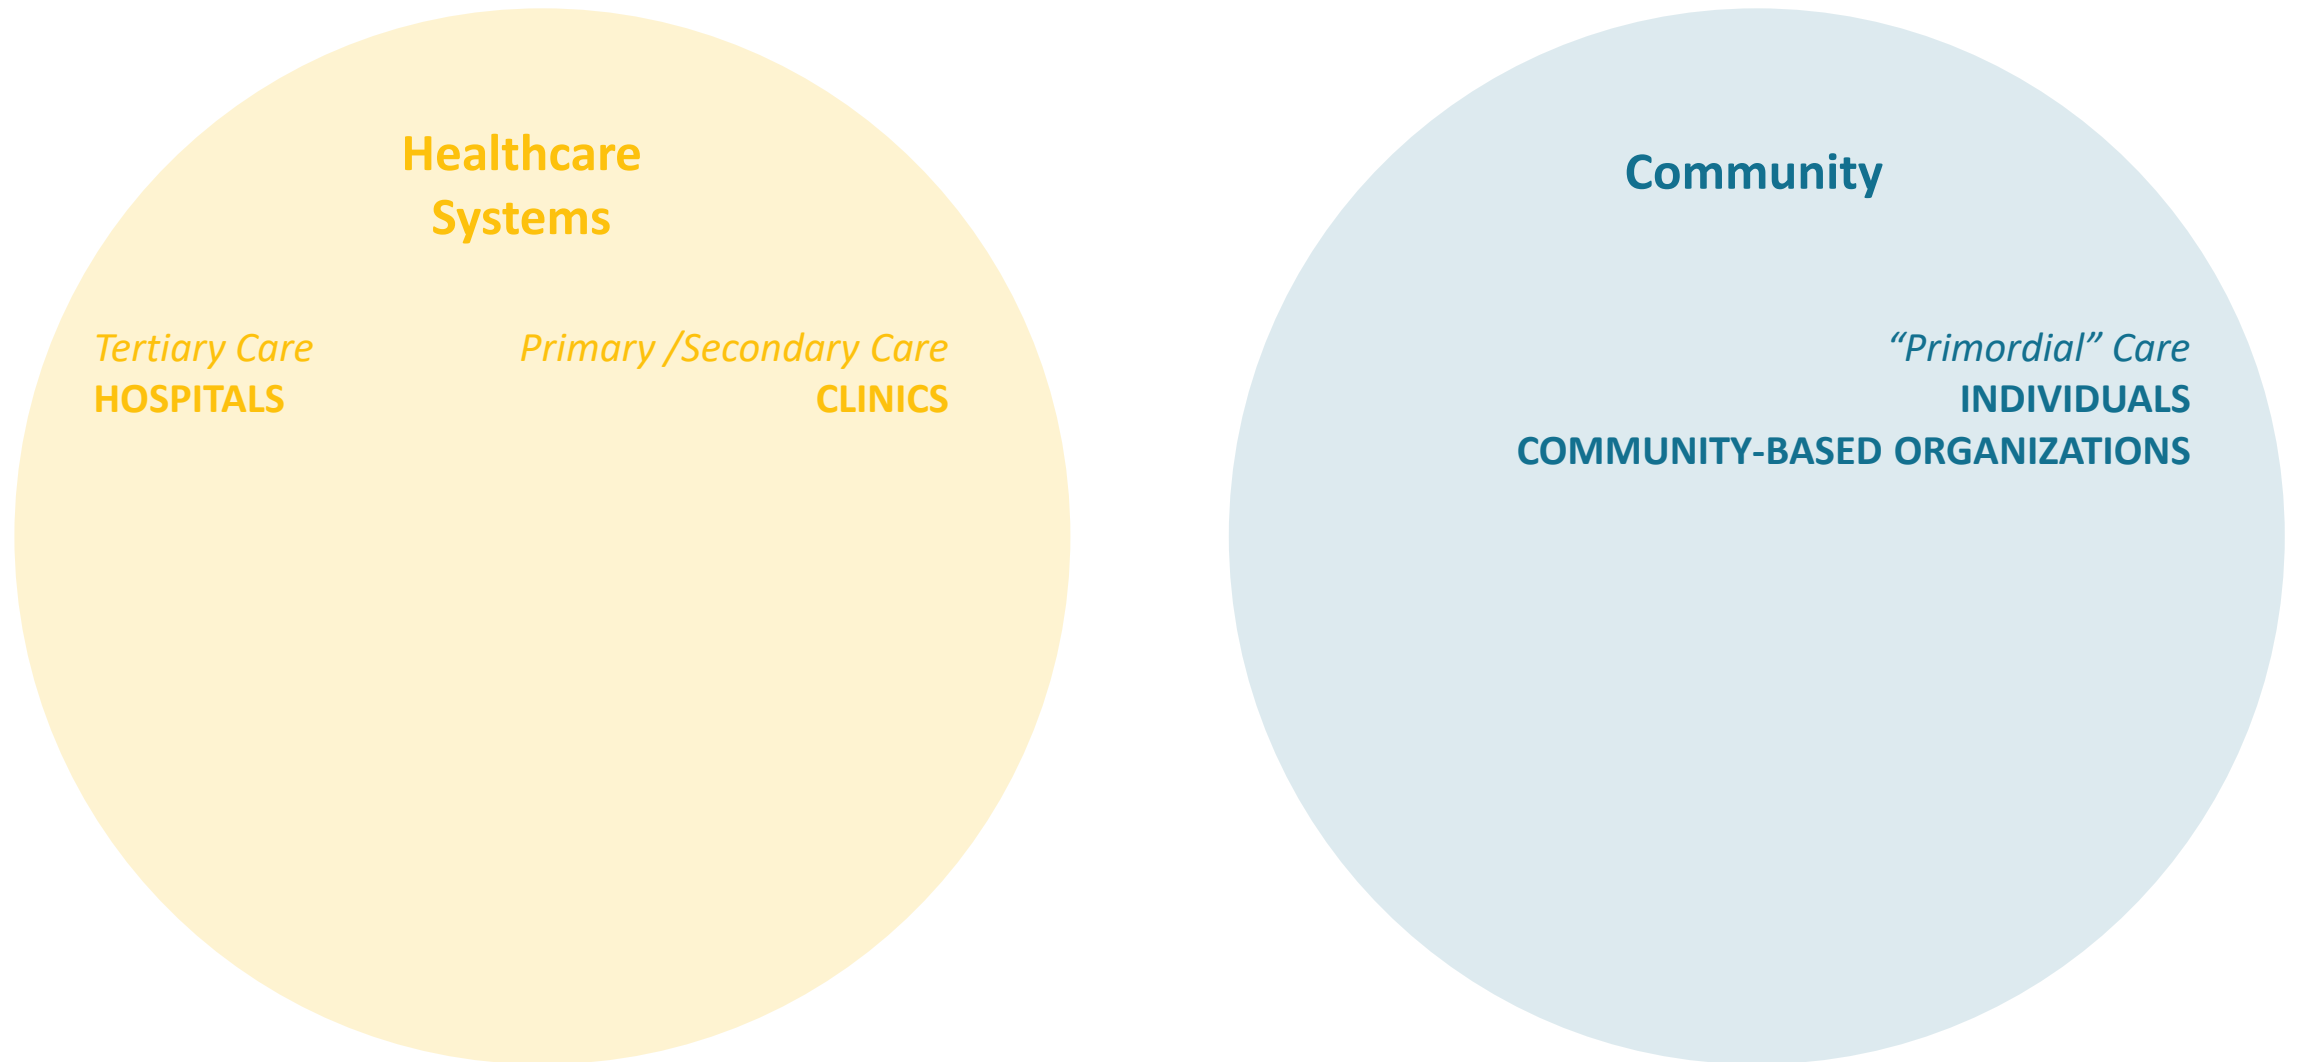 Healthcare
Systems
Tertiary Care
HOSPITALS
Primary /Secondary Care
CLINICS
Community
“Primordial” Care
INDIVIDUALS
COMMUNITY-BASED ORGANIZATIONS